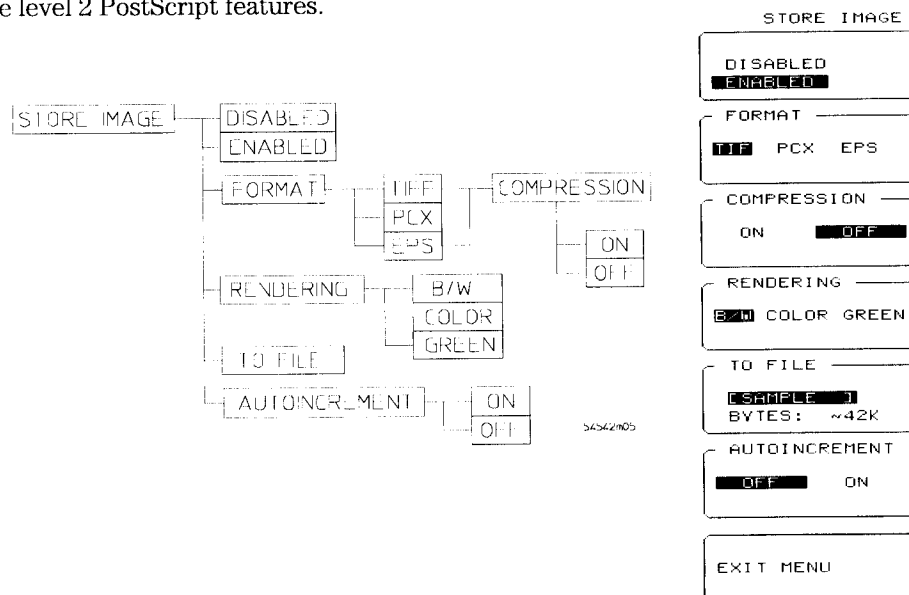 e level 2 PostScript features.
STORE IMAGE
DISABLED
ENABLED
FORMAT
TIFF
PCX
EPS
COMPRESSION
ON
OFF
RENDERING
B/W
COLOR
GREEN
TO FILE
AUTOINCREMENT
ON
OFF
54542m05
STORE IMAGE
DISABLED
ENABLED
FORMAT
TIF PCX EPS
COMPRESSION
ON OFF
RENDERING
B/W COLOR GREEN
TO FILE
[SAMPLE ]
BYTES: ~42K
AUTOINCREMENT
OFF ON
EXIT MENU